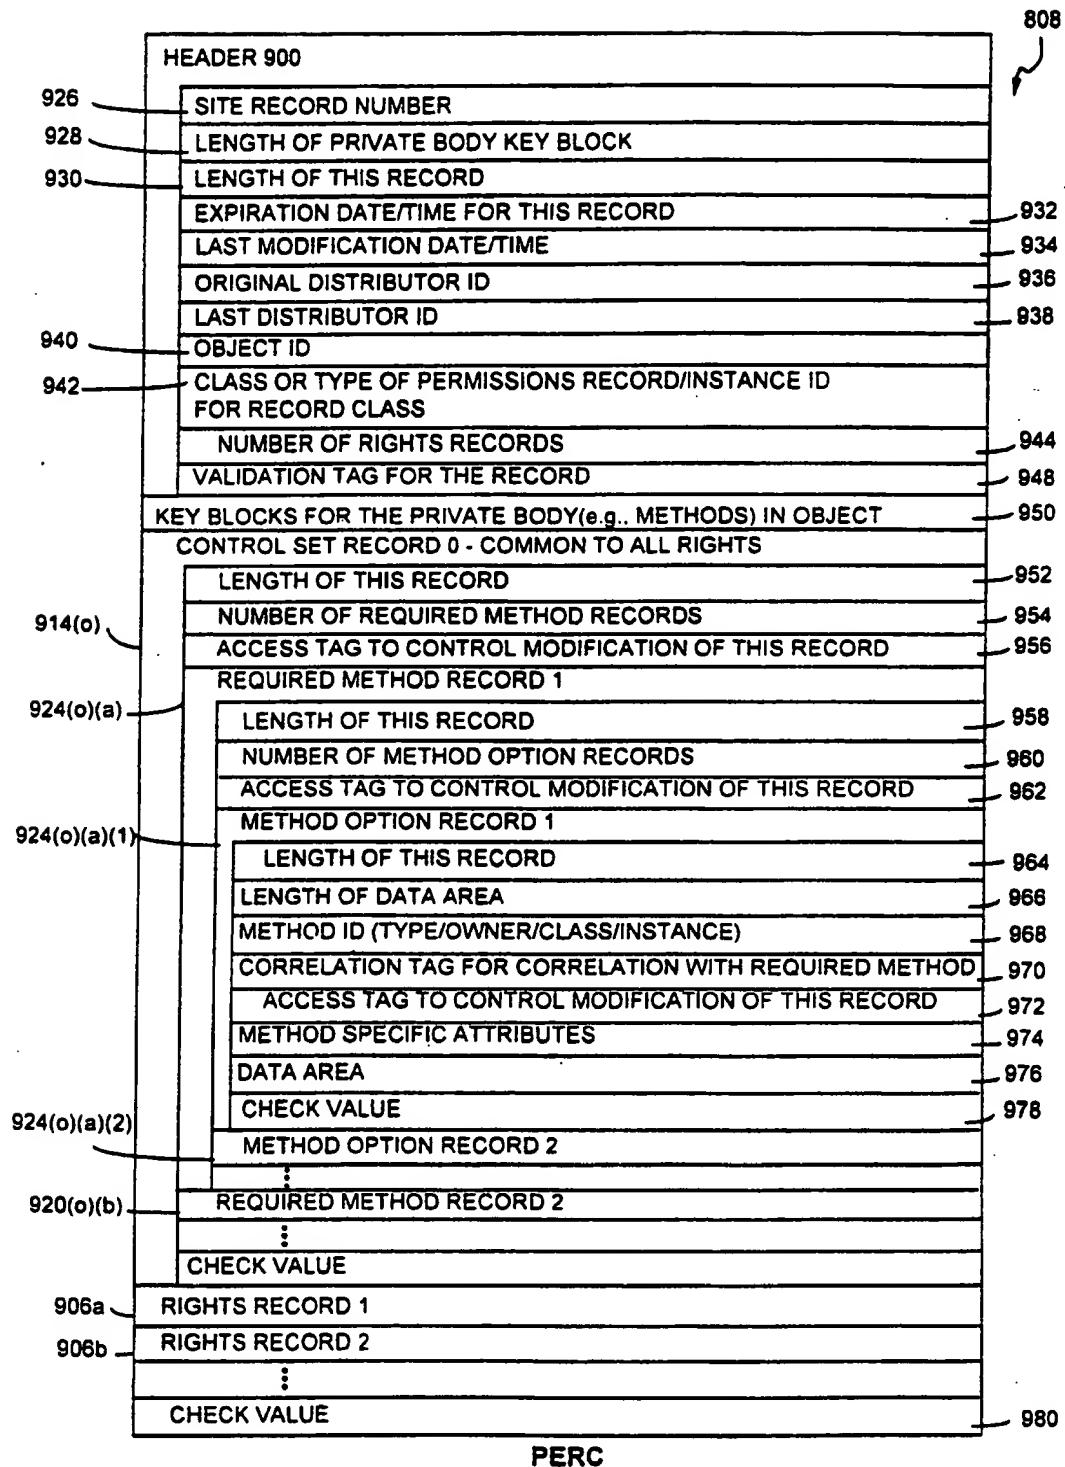 808
HEADER 900
926 SITE RECORD NUMBER
928 LENGTH OF PRIVATE BODY KEY BLOCK
930 LENGTH OF THIS RECORD
EXPIRATION DATE/TIME FOR THIS RECORD 932
LAST MODIFICATION DATE/TIME 934
ORIGINAL DISTRIBUTOR ID 936
LAST DISTRIBUTOR ID 938
940 OBJECT ID
942 CLASS OR TYPE OF PERMISSIONS RECORD/INSTANCE ID
FOR RECORD CLASS
NUMBER OF RIGHTS RECORDS 944
VALIDATION TAG FOR THE RECORD 948
KEY BLOCKS FOR THE PRIVATE BODY(e.g.. METHODS) IN OBJECT 950
CONTROL SET RECORD 0 - COMMON TO ALL RIGHTS
LENGTH OF THIS RECORD 952
914(o) NUMBER OF REQUIRED METHOD RECORDS 954
ACCESS TAG TO CONTROL MODIFICATION OF THIS RECORD 956
REQUIRED METHOD RECORD 1
924(o)(a) LENGTH OF THIS RECORD 958
NUMBER OF METHOD OPTION RECORDS 960
ACCESS TAG TO CONTROL MODIFICATION OF THIS RECORD 962
924(o)(a)(1) METHOD OPTION RECORD 1
LENGTH OF THIS RECORD 964
LENGTH OF DATA AREA 966
METHOD ID (TYPE/OWNER/CLASS/INSTANCE) 968
CORRELATION TAG FOR CORRELATION WITH REQUIRED METHOD 970
ACCESS TAG TO CONTROL MODIFICATION OF THIS RECORD 972
METHOD SPECIFIC ATTRIBUTES 974
DATA AREA 976
CHECK VALUE 978
924(o)(a)(2) METHOD OPTION RECORD 2
920(o)(b) REQUIRED METHOD RECORD 2
CHECK VALUE
906a RIGHTS RECORD 1
906b RIGHTS RECORD 2
CHECK VALUE 980
PERC